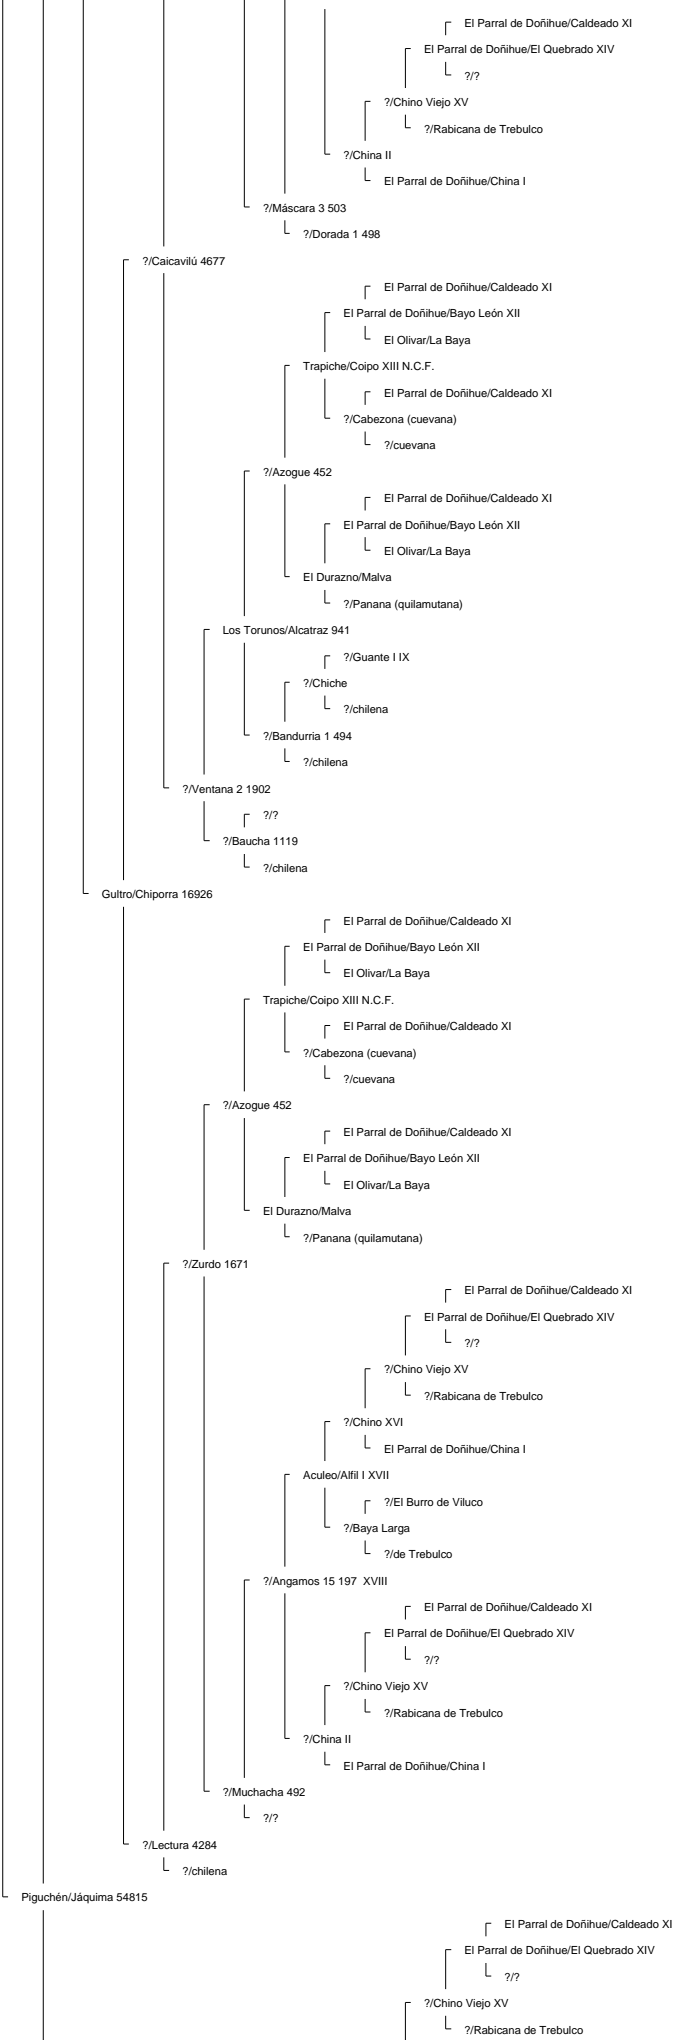 El Parral de Doñihue/Caldeado XI
El Parral de Doñihue/El Quebrado XIV
?/?
?/Chino Viejo XV
?/Rabicana de Trebulco
?/China II
El Parral de Doñihue/China I
?/Máscara 3 503
?/Dorada 1 498
?/Caicavilú 4677
El Parral de Doñihue/Caldeado XI
El Parral de Doñihue/Bayo León XII
El Olivar/La Baya
Trapiche/Coipo XIII N.C.F.
El Parral de Doñihue/Caldeado XI
?/Cabezona (cuevana)
?/cuevana
?/Azogue 452
El Parral de Doñihue/Caldeado XI
El Parral de Doñihue/Bayo León XII
El Olivar/La Baya
El Durazno/Malva
?/Panana (quilamutana)
Los Torunos/Alcatraz 941
?/Guante I IX
?/Chiche
?/chilena
?/Bandurria 1 494
?/chilena
?/Ventana 2 1902
?/?
?/Baucha 1119
?/chilena
Gultro/Chiporra 16926
El Parral de Doñihue/Caldeado XI
El Parral de Doñihue/Bayo León XII
El Olivar/La Baya
Trapiche/Coipo XIII N.C.F.
El Parral de Doñihue/Caldeado XI
?/Cabezona (cuevana)
?/cuevana
?/Azogue 452
El Parral de Doñihue/Caldeado XI
El Parral de Doñihue/Bayo León XII
El Olivar/La Baya
El Durazno/Malva
?/Panana (quilamutana)
?/Zurdo 1671
El Parral de Doñihue/Caldeado XI
El Parral de Doñihue/El Quebrado XIV
?/?
?/Chino Viejo XV
?/Rabicana de Trebulco
?/Chino XVI
El Parral de Doñihue/China I
Aculeo/Alfil I XVII
?/El Burro de Viluco
?/Baya Larga
?/de Trebulco
?/Angamos 15 197 XVIII
El Parral de Doñihue/Caldeado XI
El Parral de Doñihue/El Quebrado XIV
?/?
?/Chino Viejo XV
?/Rabicana de Trebulco
?/China II
El Parral de Doñihue/China I
?/Muchacha 492
?/?
?/Lectura 4284
?/chilena
Piguchén/Jáquima 54815
El Parral de Doñihue/Caldeado XI
El Parral de Doñihue/El Quebrado XIV
?/?
?/Chino Viejo XV
?/Rabicana de Trebulco